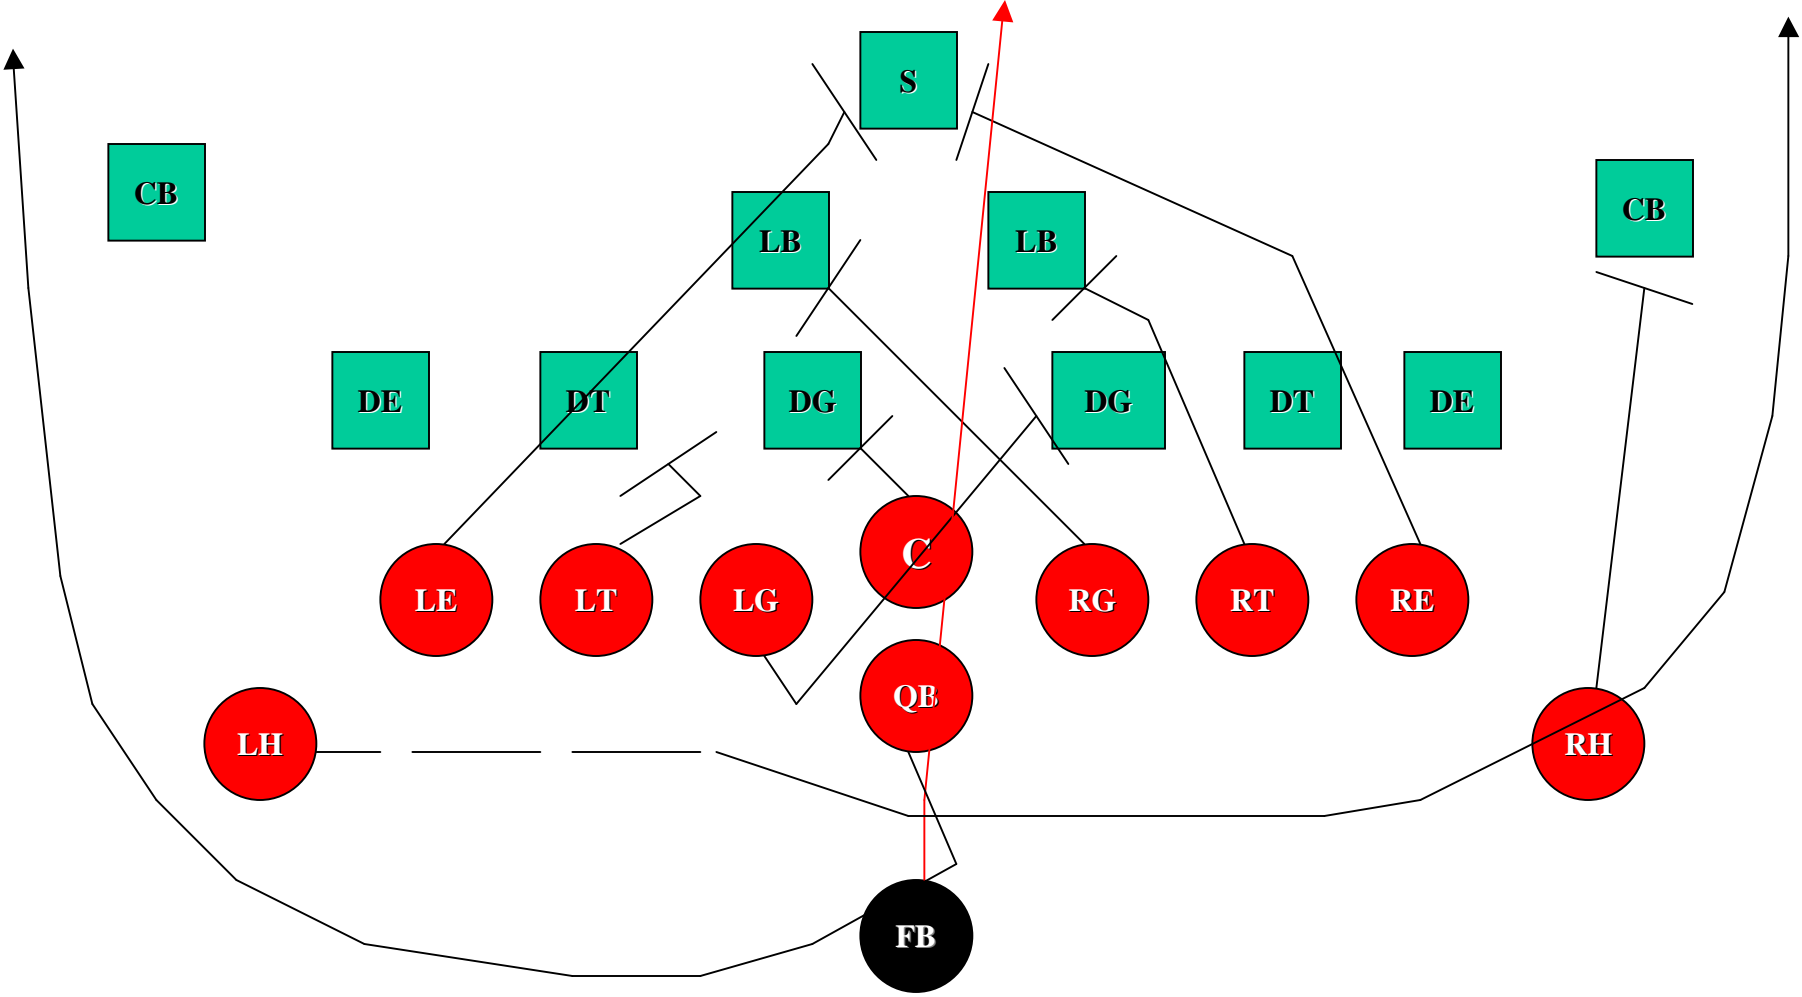 S
CB
CB
LB
LB
DE
DT
DG
DG
DT
DE
C
LE
LT
LG
RG
RT
RE
QB
LH
RH
FB